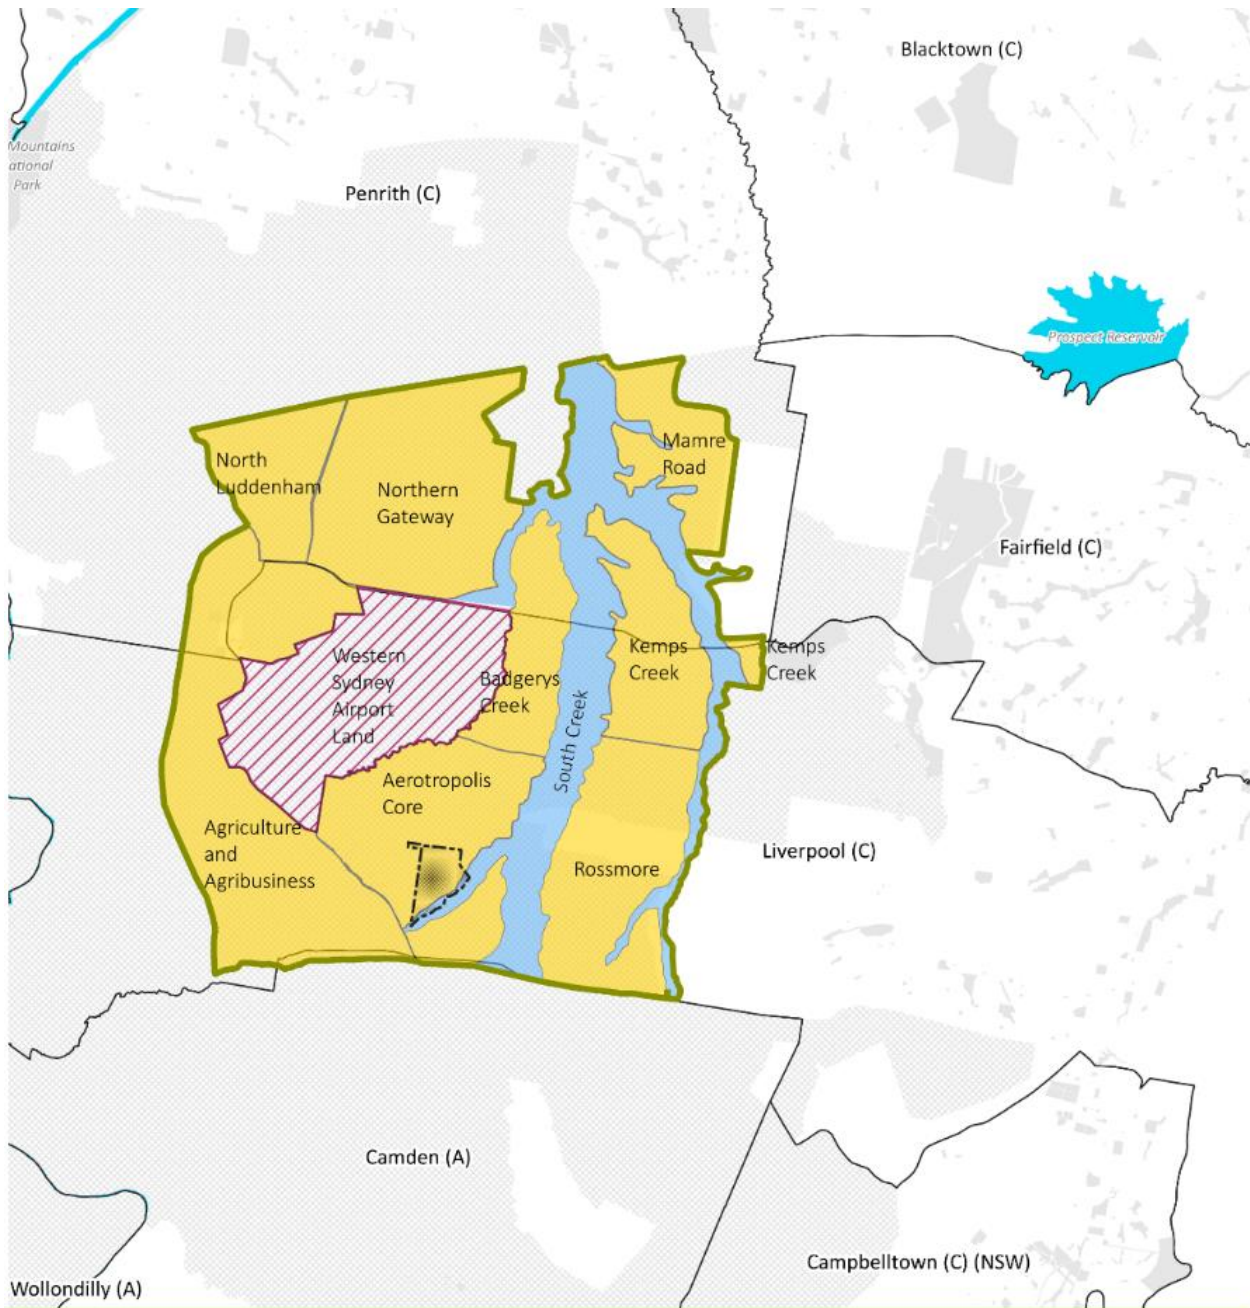 Blacktown (C)
Mountains
ational
Park
Penrith (C)
Prospect Reservoir
Mamre
Road
North
Luddenham
Northern
Gateway
Fairfield (C)
Western
Sydney
Airport
Land
Badgerys
Creek
Kemps
Creek
Kemps
Creek
South Creek
Aerotropolis
Core
Agriculture
and
Agribusiness
Rossmore
Liverpool (C)
Camden (A)
Campbelltown (C) (NSW)
Wollondilly (A)